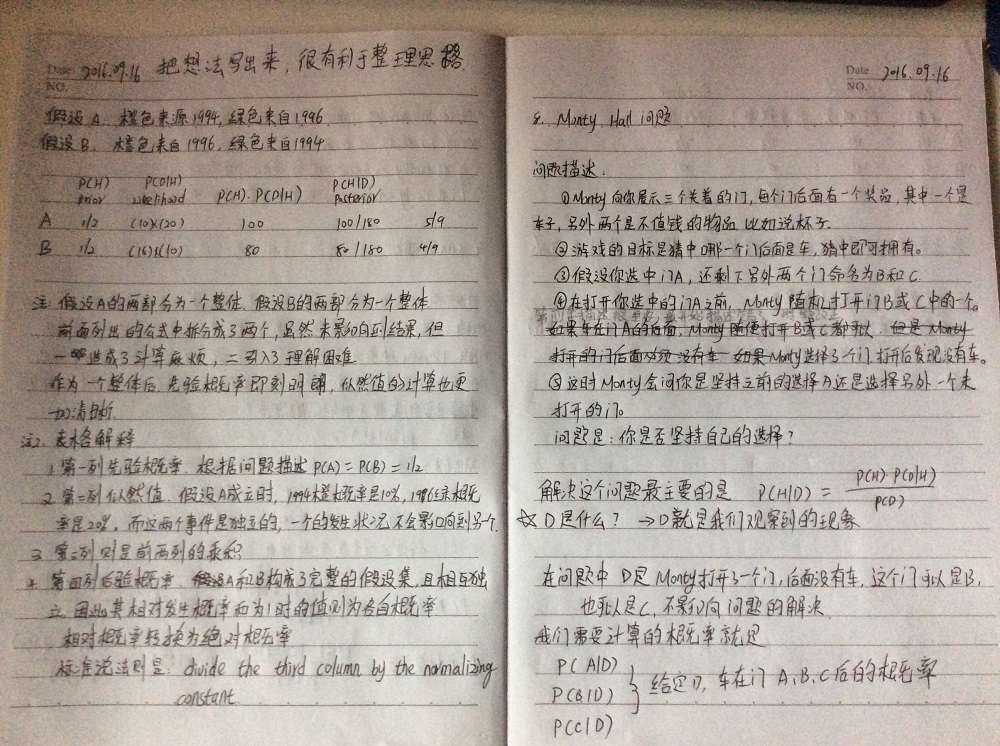 Date 2016.09.16 把想法写出来，很有利于整理思路
NO.
假设 A. 橙色来源1994, 绿色来自1996
假设 B. 橙色来自1996, 绿色来自1994
P(H) P(D|H) P(H|D)
prior likelihood P(H)·P(D|H) posterior
A 1/2 (10)(20) 100 100/180 5/9
B 1/2 (14)(10) 80 80/180 4/9
注: 假设A的两部分为一个整体. 假设B的两部分为一个整体
前面列出的公式中拆分成了两个, 虽然未影响到结果, 但
一 造成了计算麻烦, 二 引入了理解困难
作为一个整体后, 先验概率即刻明朗, 似然值的计算也更
加清晰.
注2. 表格解释
1. 第一列先验概率. 根据问题描述 P(A) = P(B) = 1/2
2. 第二列似然值. 假设A成立时, 1994橙概率是10%, 1996绿概
率是20%. 而这两个事件是独立的, 一个的发生状况不会影响到另一个.
3. 第三列则是前两列的乘积
4. 第四列后验概率. 假设A和B构成了完整的假设集, 且相互独
立. 因此其相对发生概率和为1时的值则为各自概率
相对概率转换为绝对概率
标准说法则是: divide the third column by the normalizing
constant.
Date 2016.09.16
NO.
Monty Hall 问题
问题描述:
①Monty向你展示三个关着的门, 每个门后面有一个奖品, 其中一个是
车子, 另外两个是不值钱的物品 比如说杯子.
②游戏的目标是猜中哪一个门后面是车, 猜中即可拥有。
③假设你选中门A, 还剩下另外两个门命名为B和C.
④在打开你选中的门A之前, Monty 随机打开门B或C中的一个。
如果车在门A的后面, Monty 随便打开B或C都可以 但是 Monty
打开的门后面必须没有车 如果 Monty选择了个门, 打开后发现没有车。
⑤这时Monty会问你是坚持之前的选择A还是选择另外一个未
打开的门。
问题是: 你是否坚持自己的选择?
解决这个问题最主要的是 P(H|D) = P(H)·P(D|H) / P(D)
☆ D是什么? → D就是我们观察到的现象
在问题中 D是 Monty打开了一个门, 后面没有车. 这个门可以是B,
也可以是C, 不影响问题的解决.
我们需要计算的概率就是
P(A|D)
P(B|D) } 给定D, 车在门 A、B、C后的概率
P(C|D)